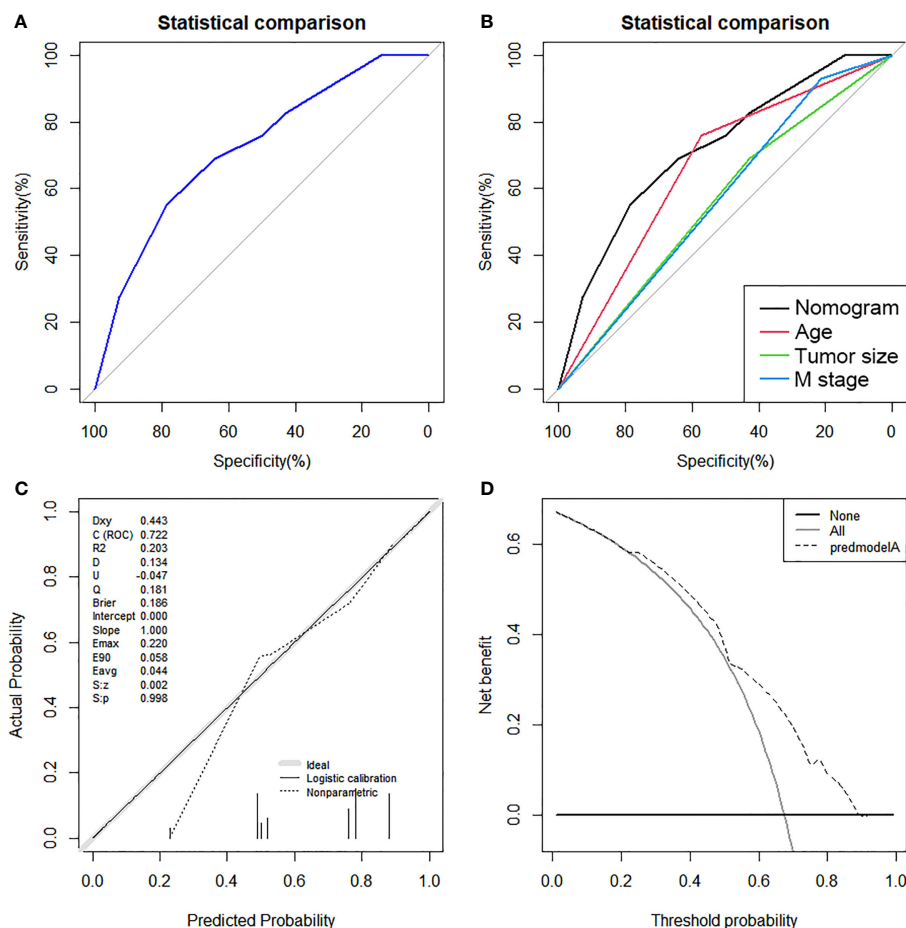 A
Statistical comparison
Sensitivity(%)
100
80
60
40
20
0
100 80 60 40 20 0
Specificity(%)
B
Statistical comparison
Sensitivity(%)
100
80
60
40
20
0
Nomogram
Age
Tumor size
M stage
100 80 60 40 20 0
Specificity(%)
C
Actual Probability
1.0
0.8
0.6
0.4
0.2
0.0
Dxy 0.443
C (ROC) 0.722
R2 0.203
D 0.134
U -0.047
Q 0.181
Brier 0.186
Intercept 0.000
Slope 1.000
Emax 0.220
E90 0.058
Eavg 0.044
S:z 0.002
S:p 0.998
Ideal
Logistic calibration
Nonparametric
0.0 0.2 0.4 0.6 0.8 1.0
Predicted Probability
D
Net benefit
0.6
0.4
0.2
0.0
None
All
predmodelA
0.0 0.2 0.4 0.6 0.8 1.0
Threshold probability